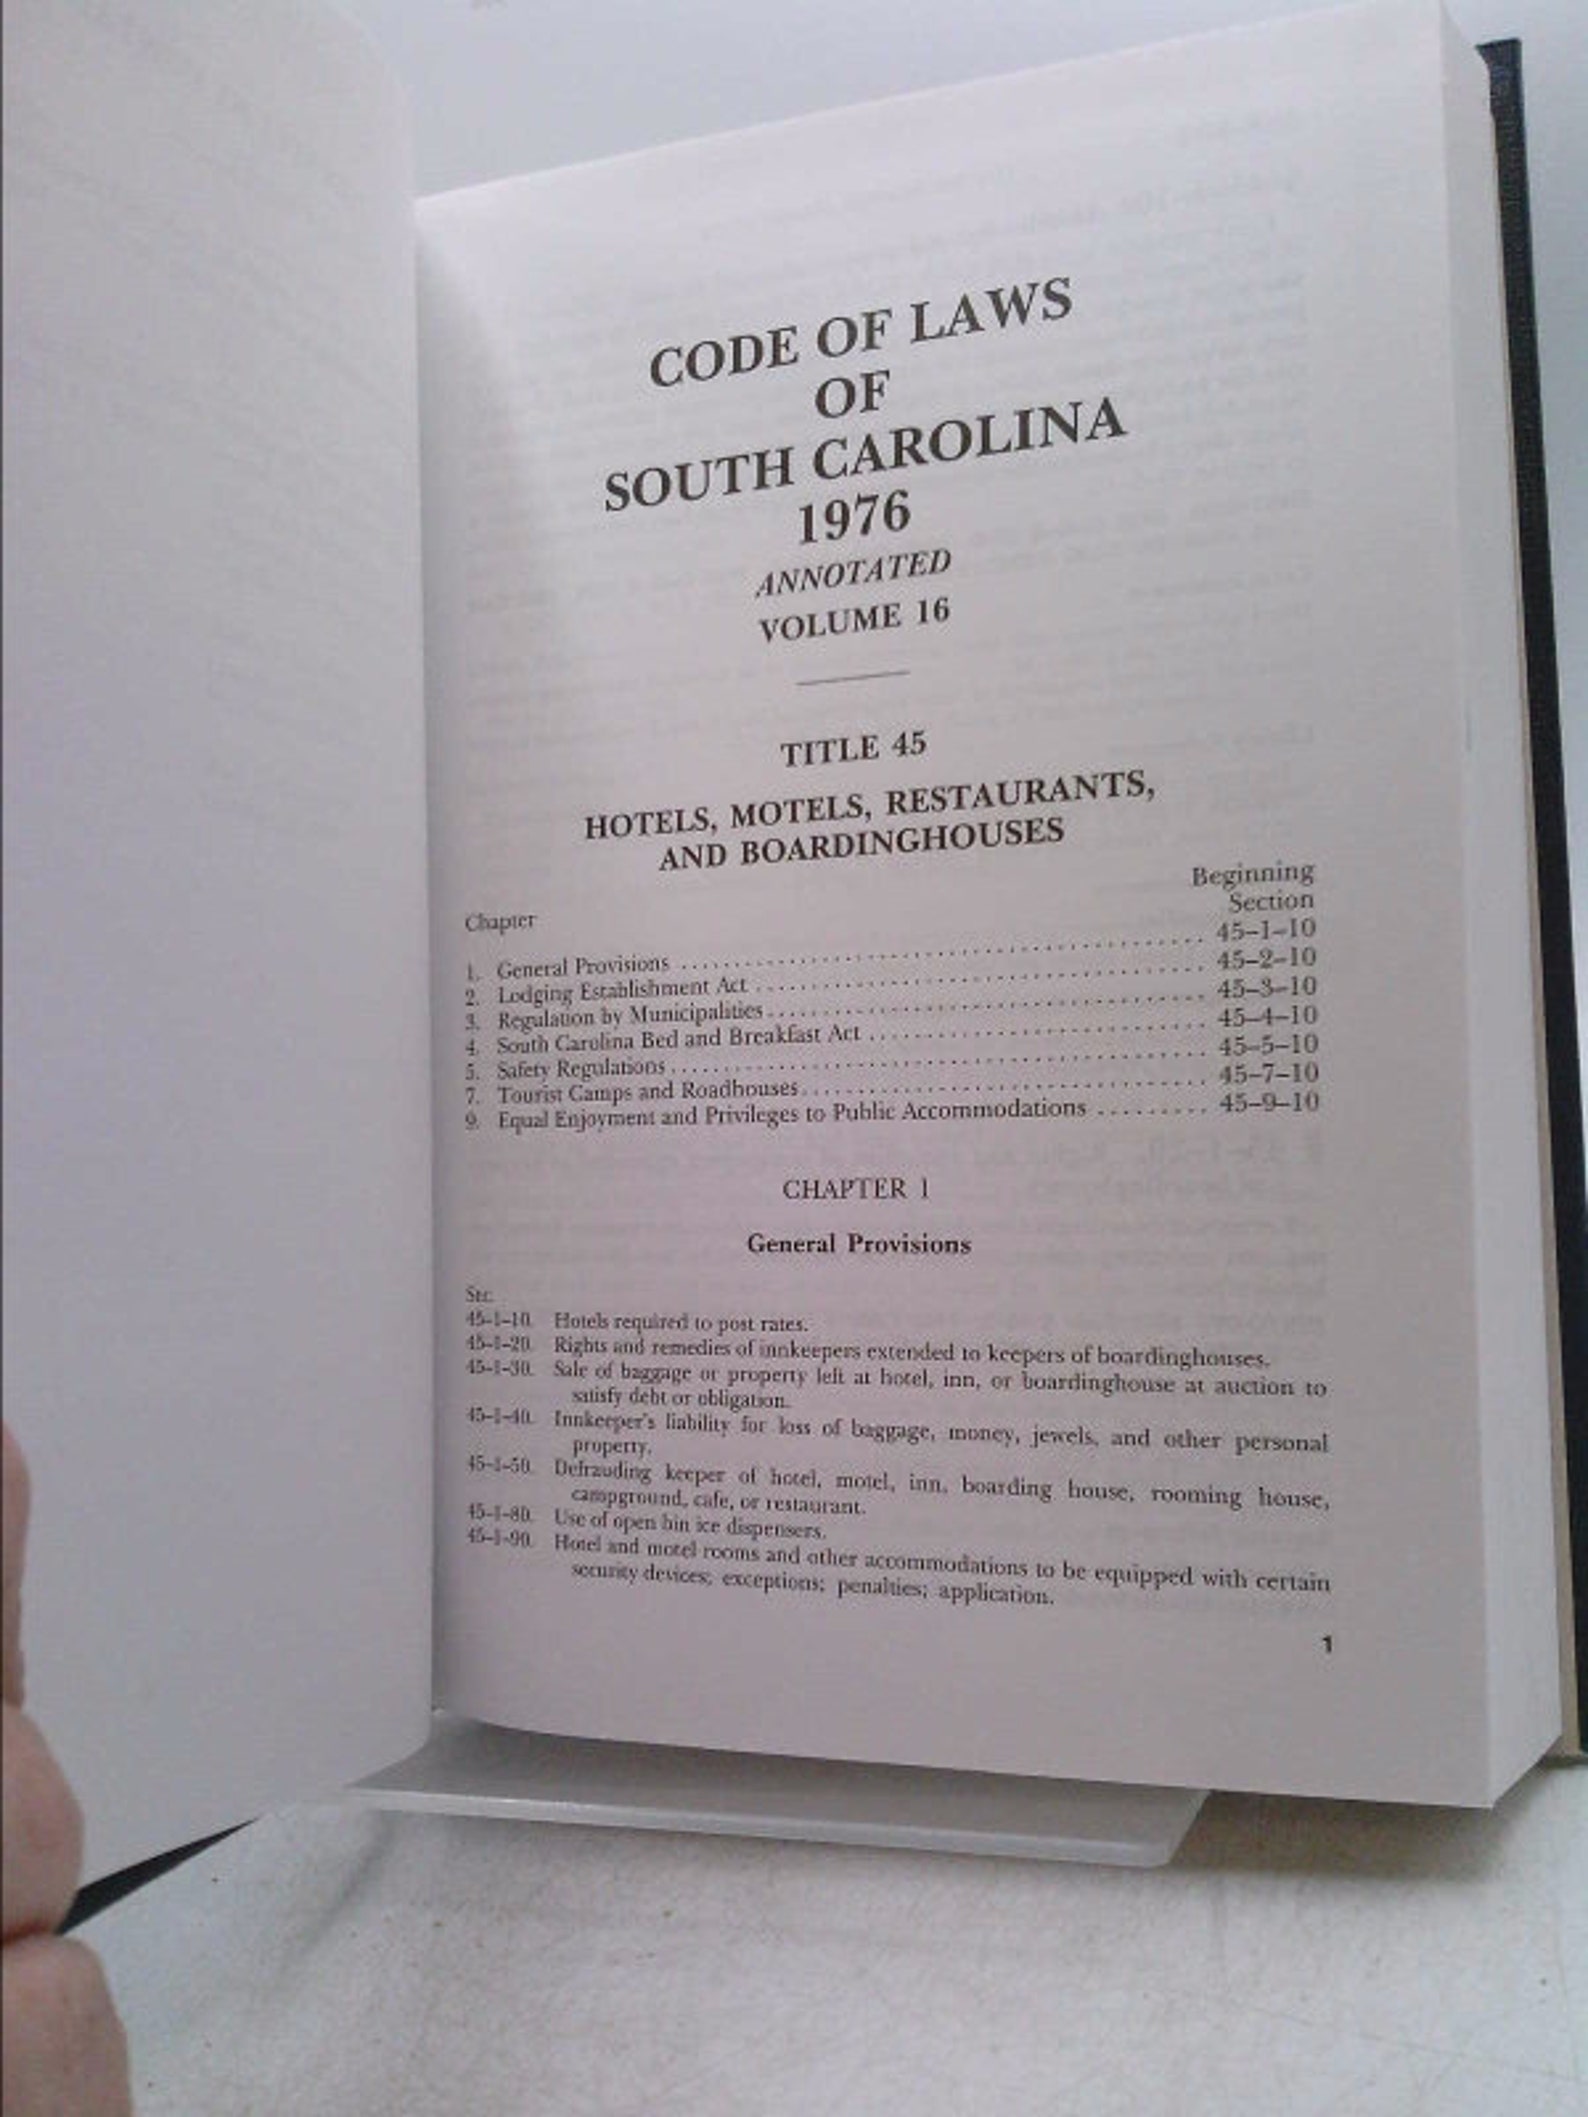 CODE OF LAWS
OF
SOUTH CAROLINA
1976
ANNOTATED
VOLUME 16
TITLE 45
HOTELS, MOTELS, RESTAURANTS,
AND BOARDINGHOUSES
Beginning
Chapter Section
1. General Provisions ........ 45–1–10
2. Lodging Establishment Act ........ 45–2–10
3. Regulation by Municipalities ........ 45–3–10
4. South Carolina Bed and Breakfast Act ........ 45–4–10
5. Safety Regulations ........ 45–5–10
7. Tourist Camps and Roadhouses ........ 45–7–10
9. Equal Enjoyment and Privileges to Public Accommodations ......... 45–9–10
CHAPTER 1
General Provisions
Sec.
45–1–10. Hotels required to post rates.
45–1–20. Rights and remedies of innkeepers extended to keepers of boardinghouses.
45–1–30. Sale of baggage or property left at hotel, inn, or boardinghouse at auction to
satisfy debt or obligation.
45–1–40. Innkeeper's liability for loss of baggage, money, jewels, and other personal
property.
45–1–50. Defrauding keeper of hotel, motel, inn, boarding house, rooming house,
campground, cafe, or restaurant.
45–1–80. Use of open bin ice dispensers.
45–1–90. Hotel and motel rooms and other accommodations to be equipped with certain
security devices; exceptions; penalties; application.
1